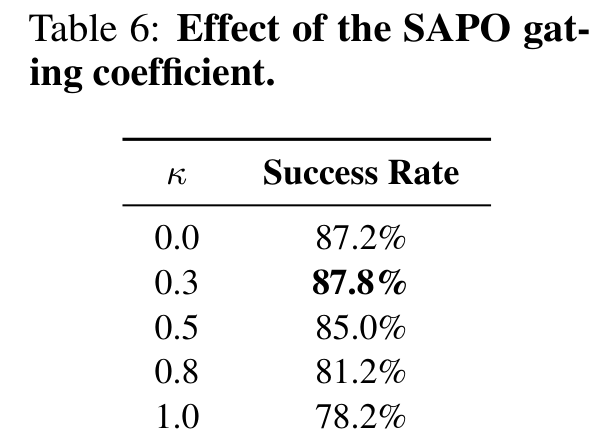 Table 6: Effect of the SAPO gat-
ing coefficient.
κ Success Rate
0.0 87.2%
0.3 87.8%
0.5 85.0%
0.8 81.2%
1.0 78.2%